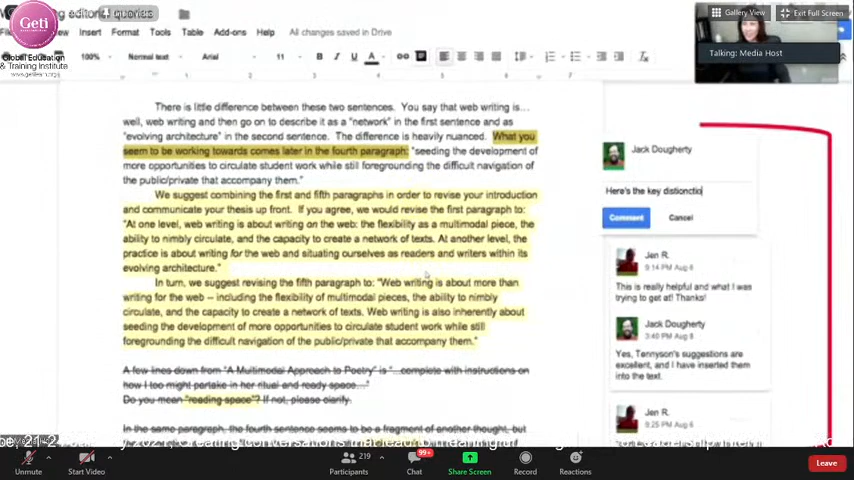 Geti
Global Education
& Training Institute
www.getilearn.org
editorial queries
Insert Format Tools Table Add-ons Help All changes saved in Drive
100% Normal text Arial 11
There is little difference between these two sentences. You say that web writing is…
well, web writing and then go on to describe it as a "network" in the first sentence and as
"evolving architecture" in the second sentence. The difference is heavily nuanced. What you
seem to be working towards comes later in the fourth paragraph: "seeding the development of
more opportunities to circulate student work while still foregrounding the difficult navigation of
the public/private that accompany them."
We suggest combining the first and fifth paragraphs in order to revise your introduction
and communicate your thesis up front. If you agree, we would revise the first paragraph to:
"At one level, web writing is about writing on the web: the flexibility as a multimodal piece, the
ability to nimbly circulate, and the capacity to create a network of texts. At another level, the
practice is about writing for the web and situating ourselves as readers and writers within its
evolving architecture."
In turn, we suggest revising the fifth paragraph to: "Web writing is about more than
writing for the web -- including the flexibility of multimodal pieces, the ability to nimbly
circulate, and the capacity to create a network of texts. Web writing is also inherently about
seeding the development of more opportunities to circulate student work while still
foregrounding the difficult navigation of the public/private that accompany them."
A few lines down from "A Multimodal Approach to Poetry" is "…complete with instructions on
how I too might partake in her ritual and ready space…"
Do you mean "reading space"? If not, please clarify.
In the same paragraph, the fourth sentence seems to be a fragment of another thought, but
Jack Dougherty
Here's the key distionctio
Comment Cancel
Jen R.
9:14 PM Aug 6
This is really helpful and what I was
trying to get at! Thanks!
Jack Dougherty
3:40 PM Aug 8
Yes, Tennyson's suggestions are
excellent, and I have inserted them
into the text.
Jen R.
9:25 PM Aug 8
Gallery View Exit Full Screen
Talking: Media Host
Unmute Start Video Participants 219 Chat 99+ Share Screen Record Reactions Leave